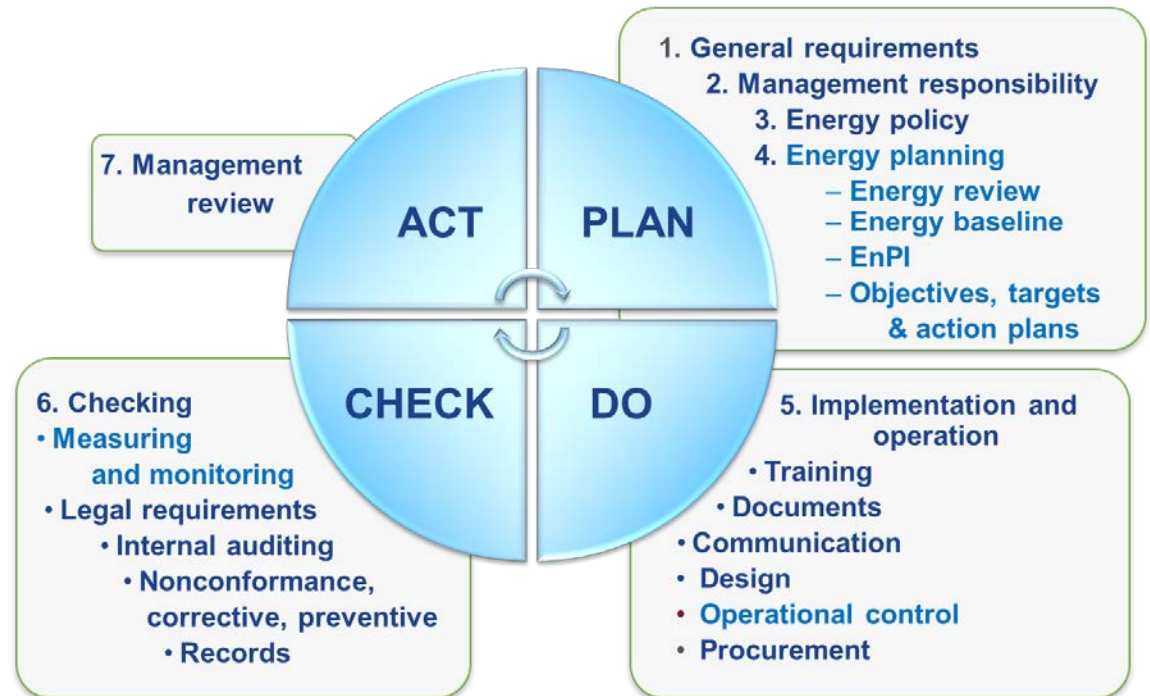 1. General requirements
2. Management responsibility
3. Energy policy
4. Energy planning
– Energy review
– Energy baseline
– EnPI
– Objectives, targets
& action plans
7. Management
review
ACT
PLAN
CHECK
DO
6. Checking
• Measuring
and monitoring
• Legal requirements
• Internal auditing
• Nonconformance,
corrective, preventive
• Records
5. Implementation and
operation
• Training
• Documents
• Communication
• Design
• Operational control
• Procurement